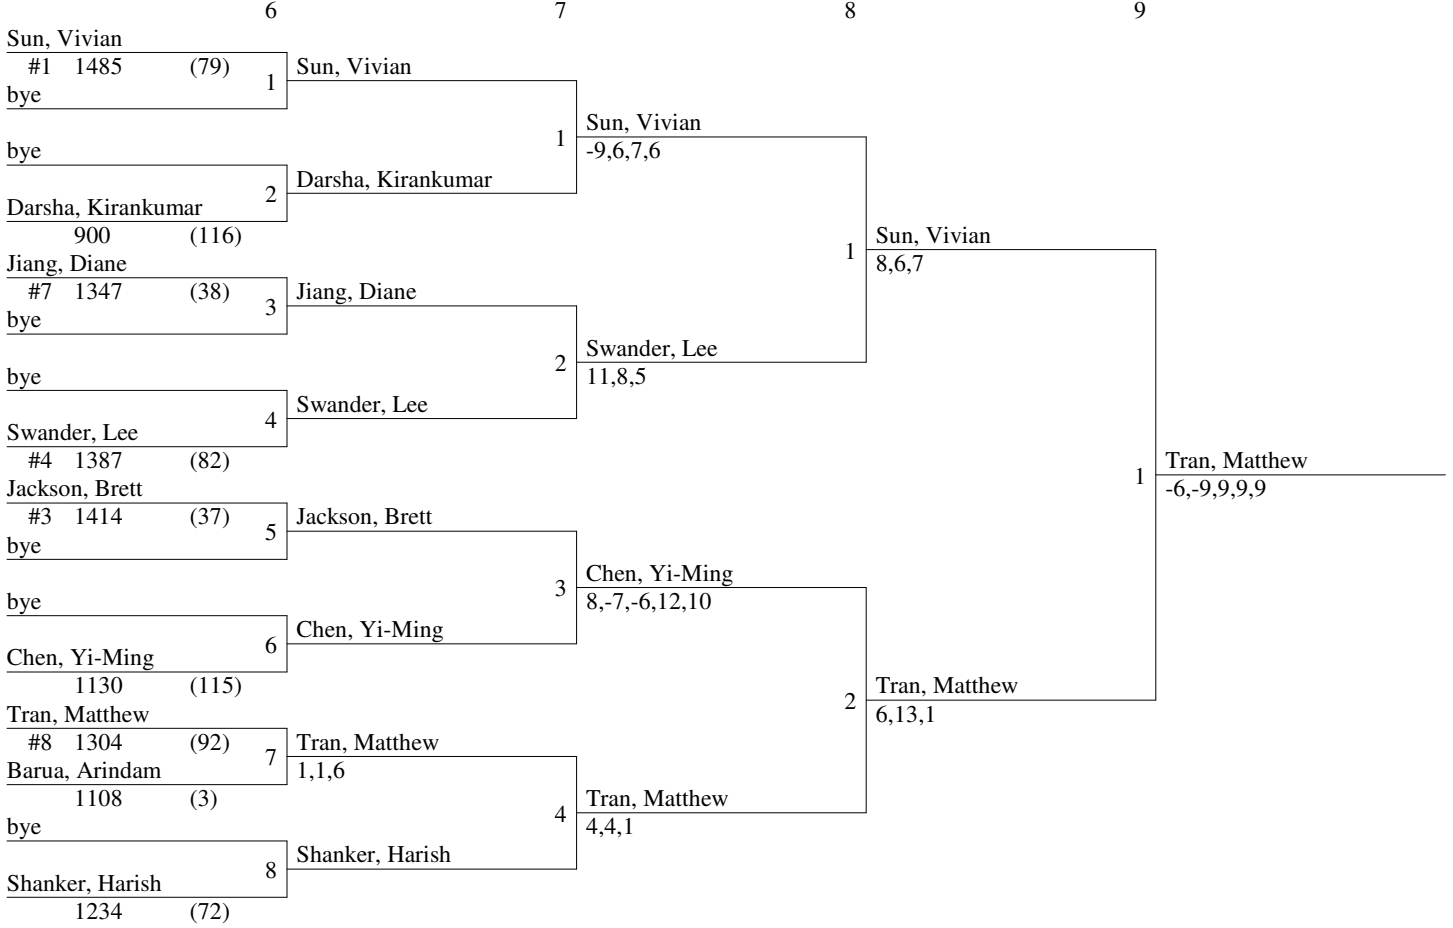 6 7 8 9
Sun, Vivian
#1 1485 (79)
1
Sun, Vivian
bye
1
Sun, Vivian
-9,6,7,6
bye
2
Darsha, Kirankumar
Darsha, Kirankumar
900 (116)
1
Sun, Vivian
8,6,7
Jiang, Diane
#7 1347 (38)
3
Jiang, Diane
bye
2
Swander, Lee
11,8,5
bye
4
Swander, Lee
Swander, Lee
#4 1387 (82)
1
Tran, Matthew
-6,-9,9,9,9
Jackson, Brett
#3 1414 (37)
5
Jackson, Brett
bye
3
Chen, Yi-Ming
8,-7,-6,12,10
bye
6
Chen, Yi-Ming
Chen, Yi-Ming
1130 (115)
2
Tran, Matthew
6,13,1
Tran, Matthew
#8 1304 (92)
7
Tran, Matthew
1,1,6
Barua, Arindam
1108 (3)
4
Tran, Matthew
4,4,1
bye
8
Shanker, Harish
Shanker, Harish
1234 (72)